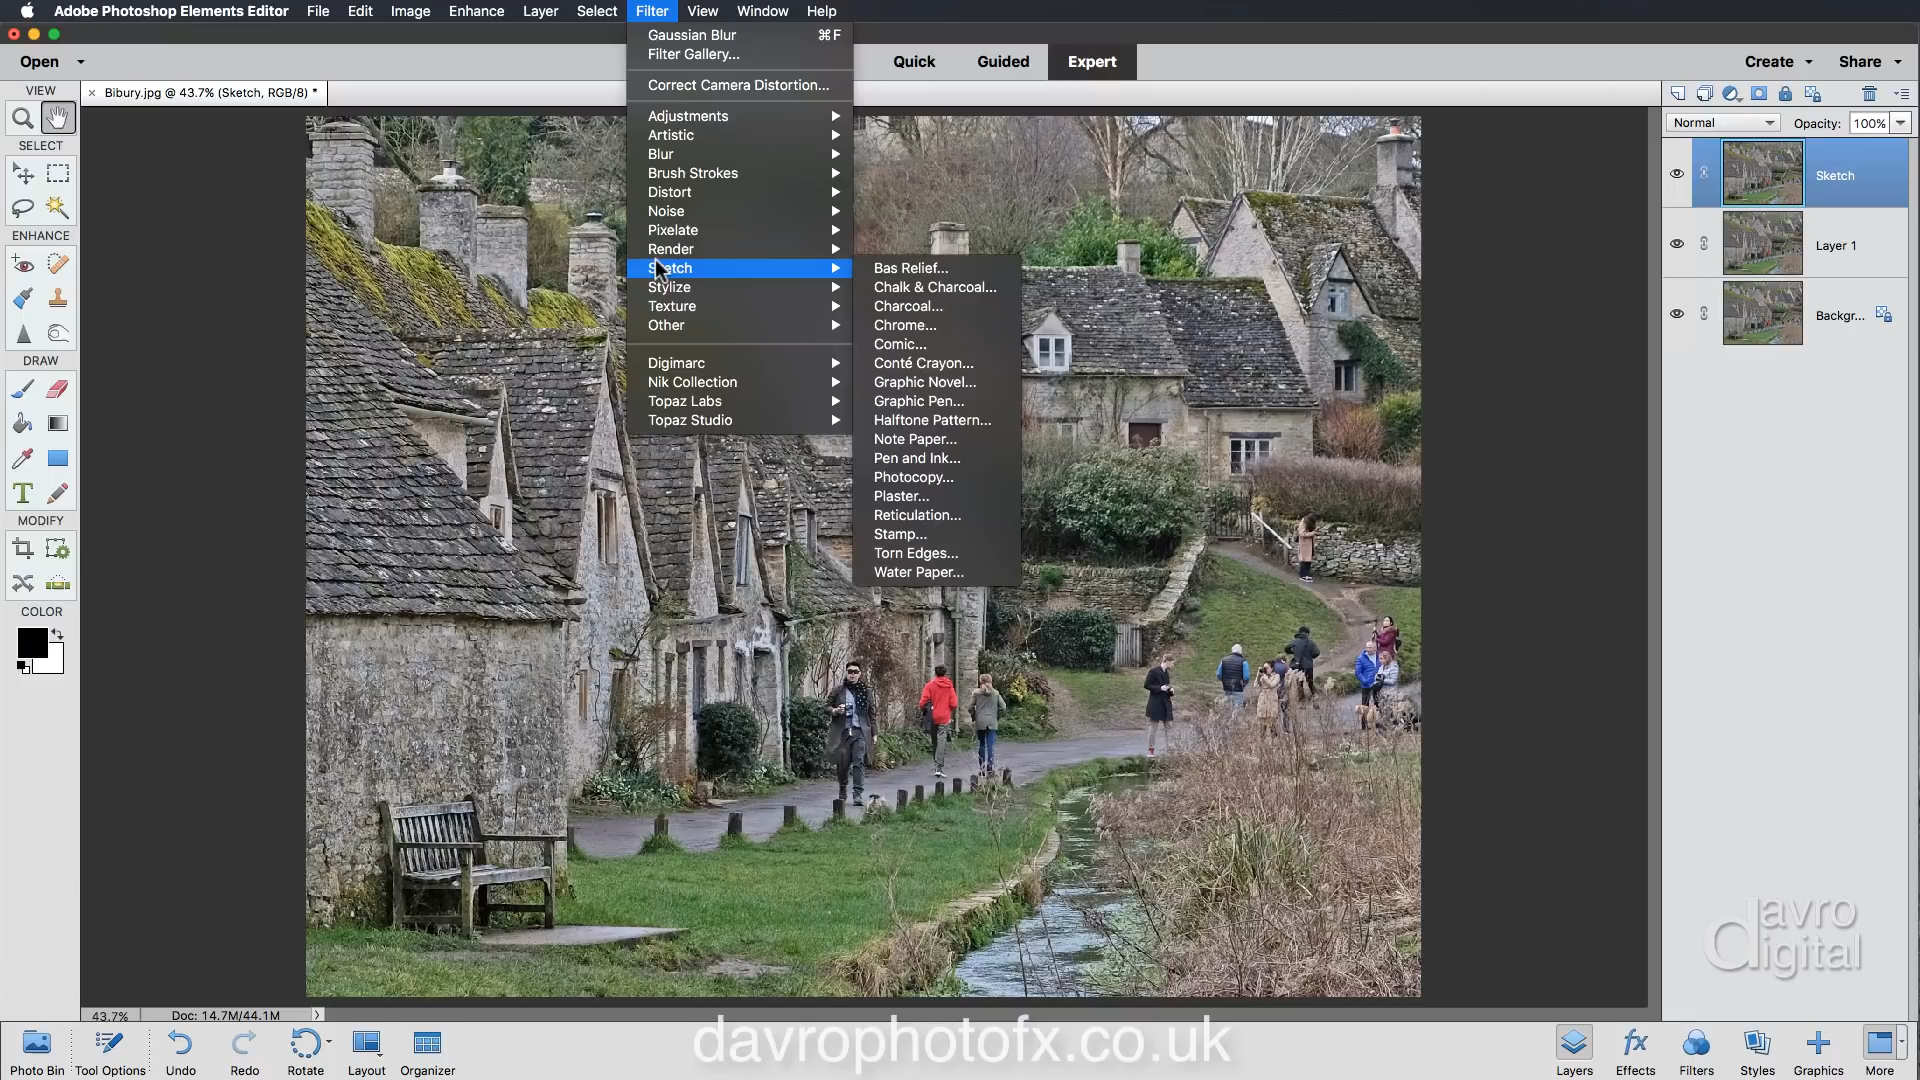 Adobe Photoshop Elements Editor File Edit Image Enhance Layer Select Filter View Window Help
Open
Quick Guided Expert
Create Share
Bibury.jpg @ 43.7% (Sketch, RGB/8) *
Gaussian Blur ⌘F
Filter Gallery...
Correct Camera Distortion...
Adjustments
Artistic
Blur
Brush Strokes
Distort
Noise
Pixelate
Render
Sketch
Stylize
Texture
Other
Digimarc
Nik Collection
Topaz Labs
Topaz Studio
Bas Relief...
Chalk & Charcoal...
Charcoal...
Chrome...
Comic...
Conté Crayon...
Graphic Novel...
Graphic Pen...
Halftone Pattern...
Note Paper...
Pen and Ink...
Photocopy...
Plaster...
Reticulation...
Stamp...
Torn Edges...
Water Paper...
VIEW
SELECT
ENHANCE
DRAW
MODIFY
COLOR
Normal Opacity: 100%
Sketch
Layer 1
Backgr...
davro
digital
43.7% Doc: 14.7M/44.1M
davrophotofx.co.uk
Photo Bin Tool Options Undo Redo Rotate Layout Organizer
Layers Effects Filters Styles Graphics More